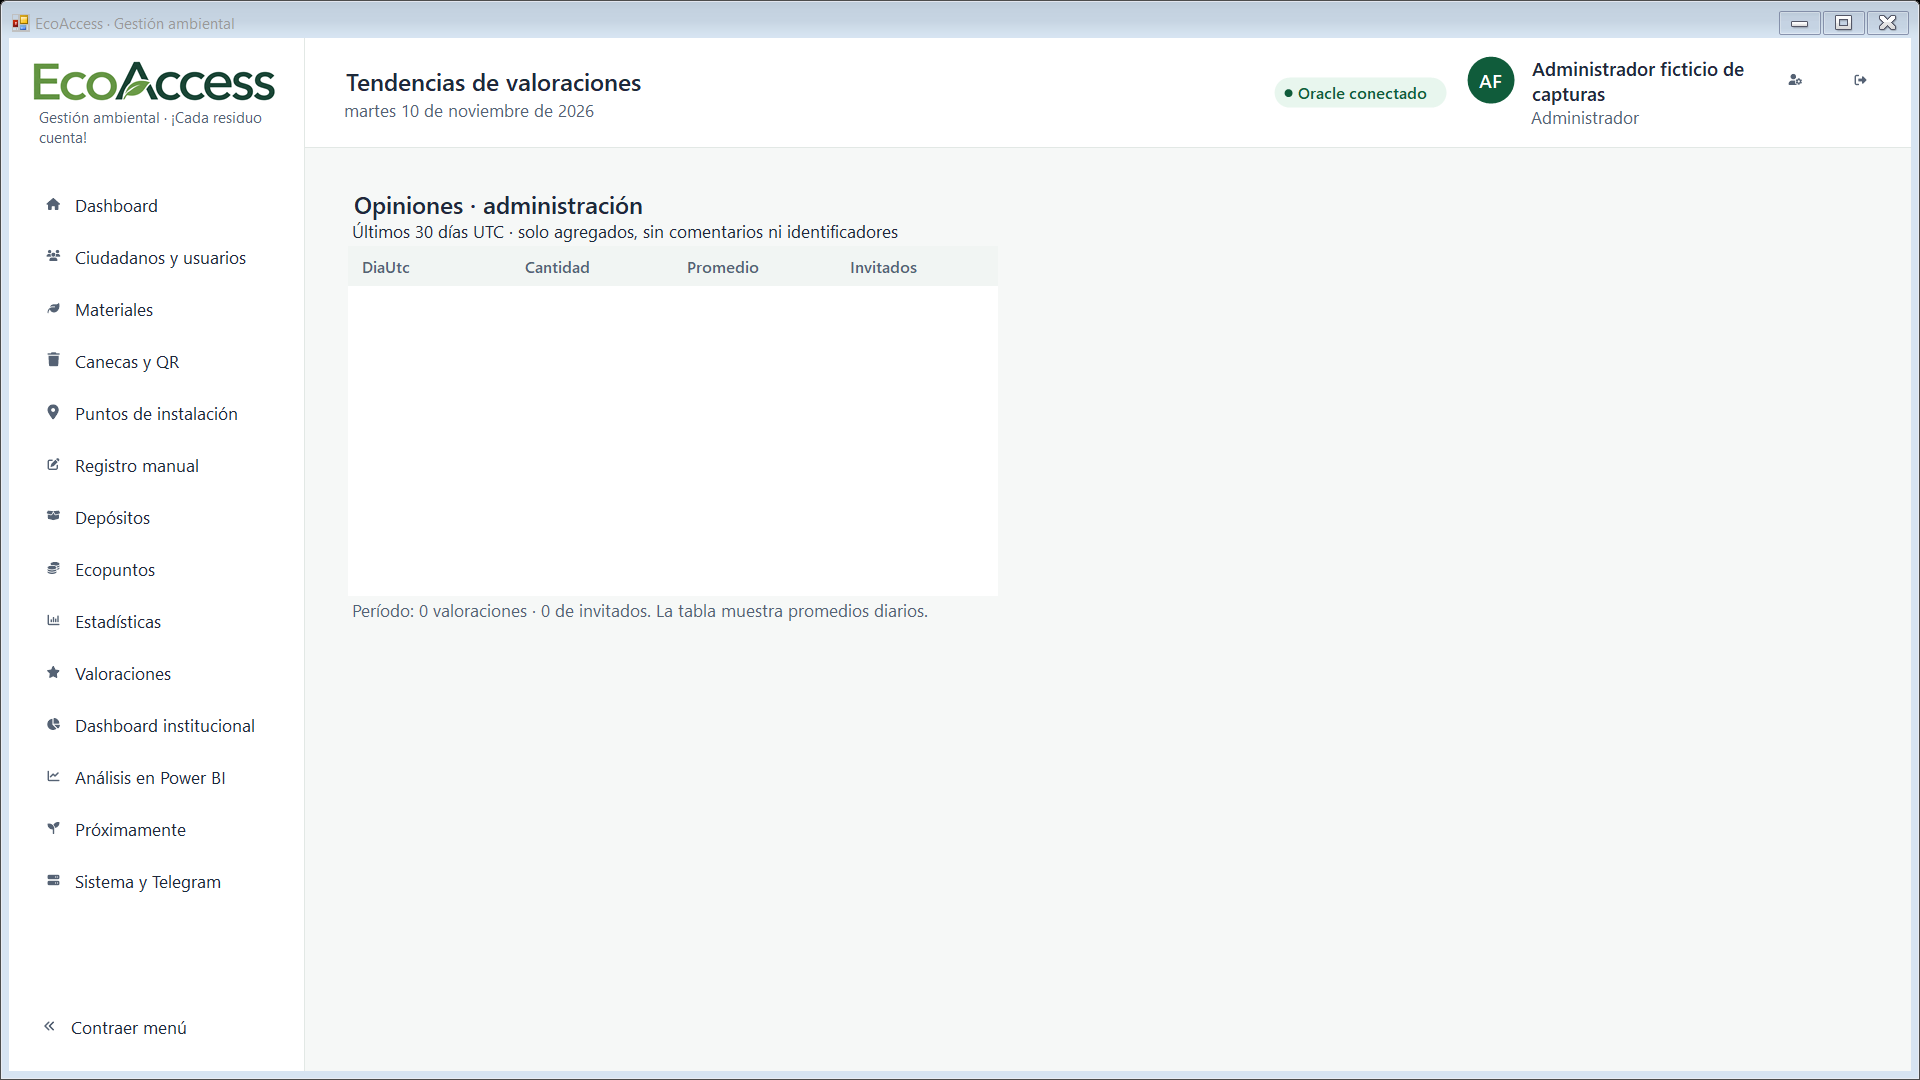 EcoAccess · Gestión ambiental
EcoAccess
Gestión ambiental · ¡Cada residuo
cuenta!
Dashboard
Ciudadanos y usuarios
Materiales
Canecas y QR
Puntos de instalación
Registro manual
Depósitos
Ecopuntos
Estadísticas
Valoraciones
Dashboard institucional
Análisis en Power BI
Próximamente
Sistema y Telegram
Contraer menú
Tendencias de valoraciones
martes 10 de noviembre de 2026
Oracle conectado
AF
Administrador ficticio de
capturas
Administrador
Opiniones · administración
Últimos 30 días UTC · solo agregados, sin comentarios ni identificadores
DiaUtc Cantidad Promedio Invitados
Período: 0 valoraciones · 0 de invitados. La tabla muestra promedios diarios.